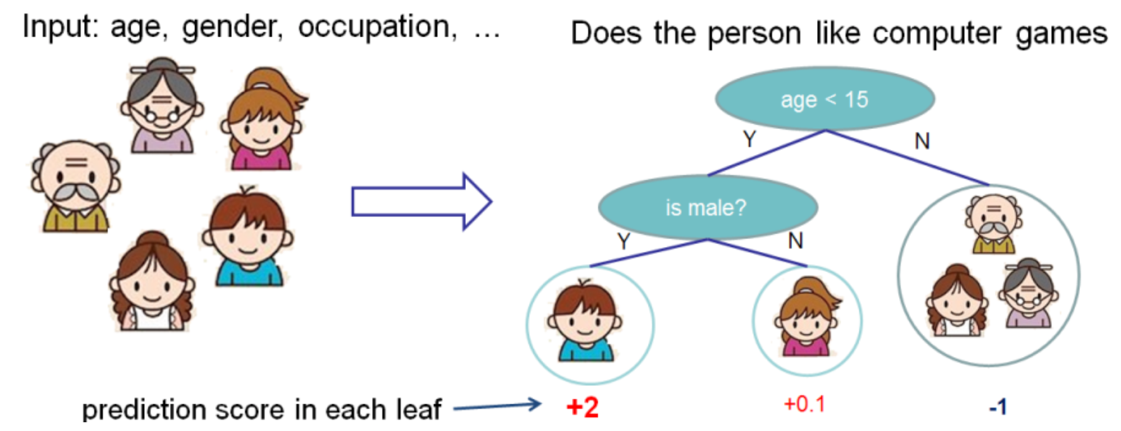 Input: age, gender, occupation, ...
Does the person like computer games
age < 15
Y
N
is male?
Y
N
prediction score in each leaf
+2
+0.1
-1